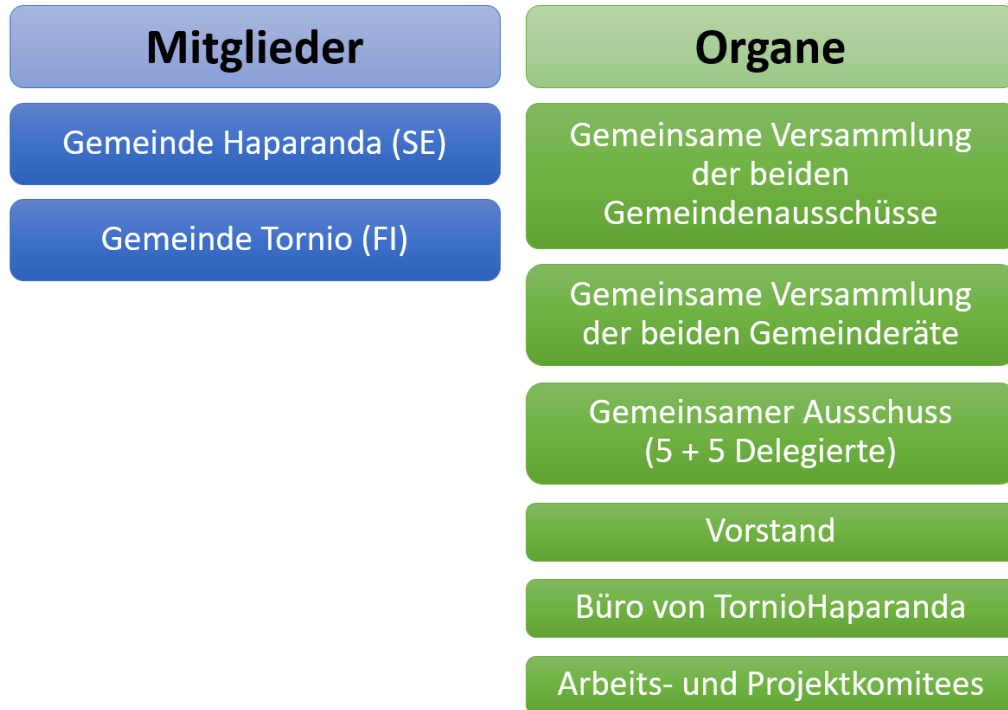 Mitglieder
Gemeinde Haparanda (SE)
Gemeinde Tornio (FI)
Organe
Gemeinsame Versammlung
der beiden
Gemeindenausschüsse
Gemeinsame Versammlung
der beiden Gemeinderäte
Gemeinsamer Ausschuss
(5 + 5 Delegierte)
Vorstand
Büro von TornioHaparanda
Arbeits- und Projektkomitees